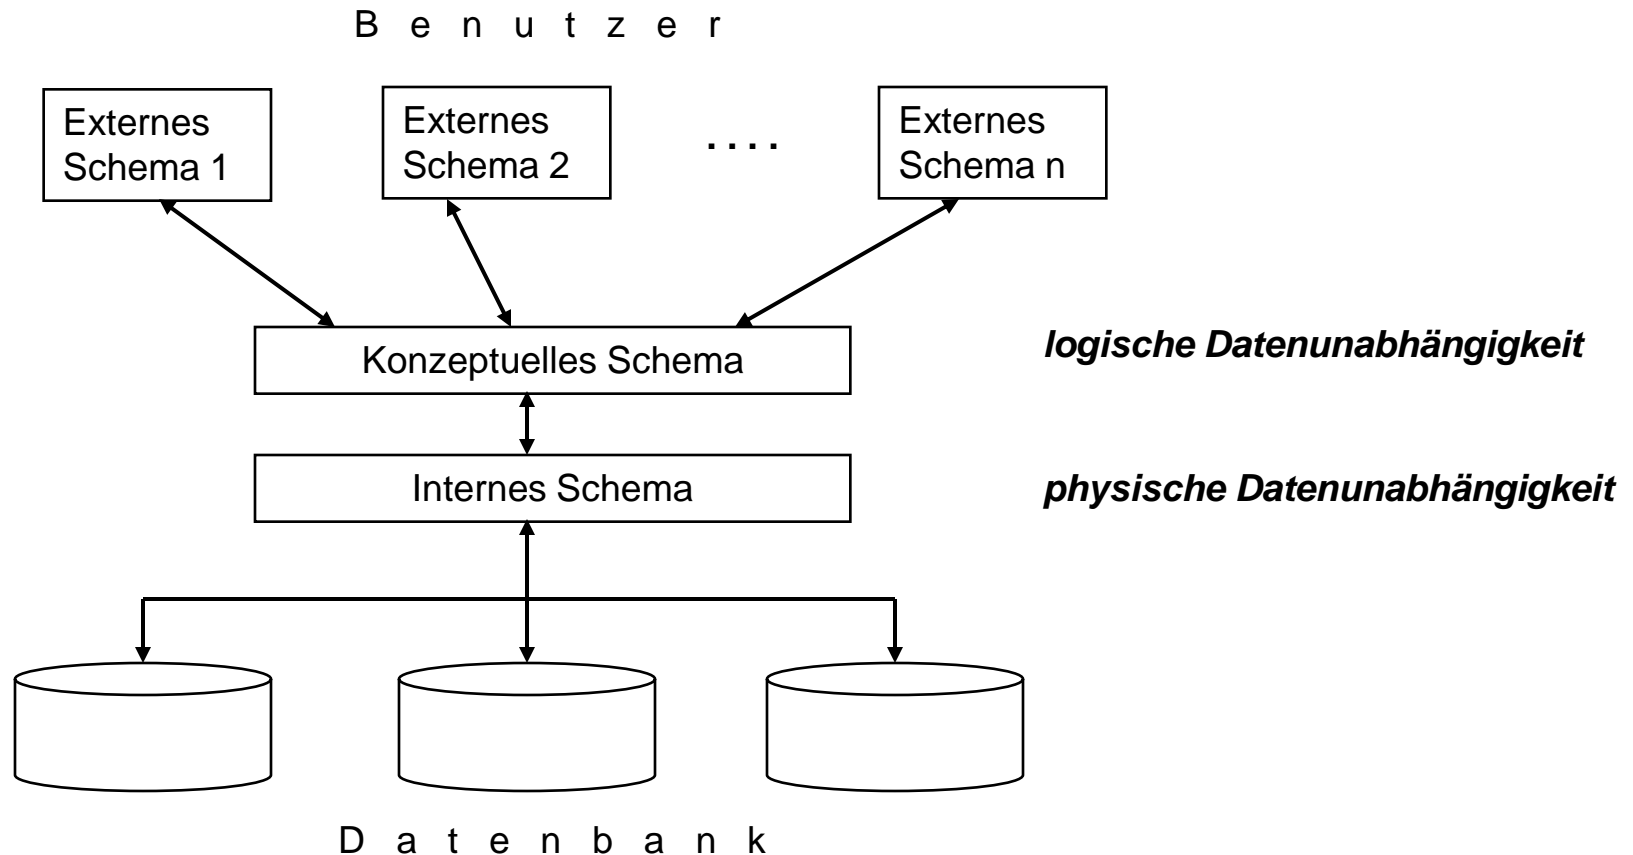 B e n u t z e r
Externes
Schema 1
Externes
Schema 2
....
Externes
Schema n
Konzeptuelles Schema
logische Datenunabhängigkeit
Internes Schema
physische Datenunabhängigkeit
D a t e n b a n k